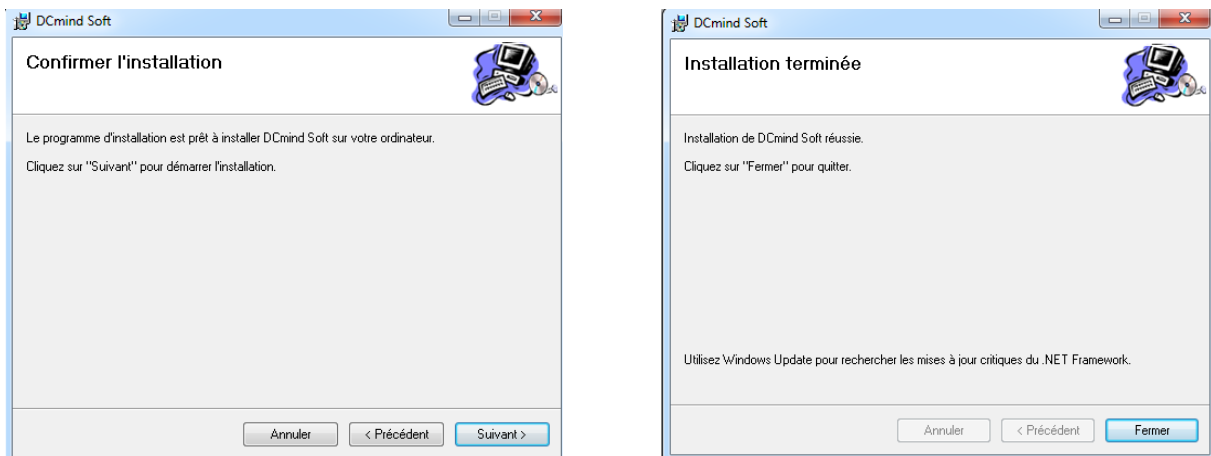 DCmind Soft
Confirmer l'installation
Le programme d'installation est prêt à installer DCmind Soft sur votre ordinateur.
Cliquez sur "Suivant" pour démarrer l'installation.
Annuler
< Précédent
Suivant >
DCmind Soft
Installation terminée
Installation de DCmind Soft réussie.
Cliquez sur "Fermer" pour quitter.
Utilisez Windows Update pour rechercher les mises à jour critiques du .NET Framework.
Annuler
< Précédent
Fermer